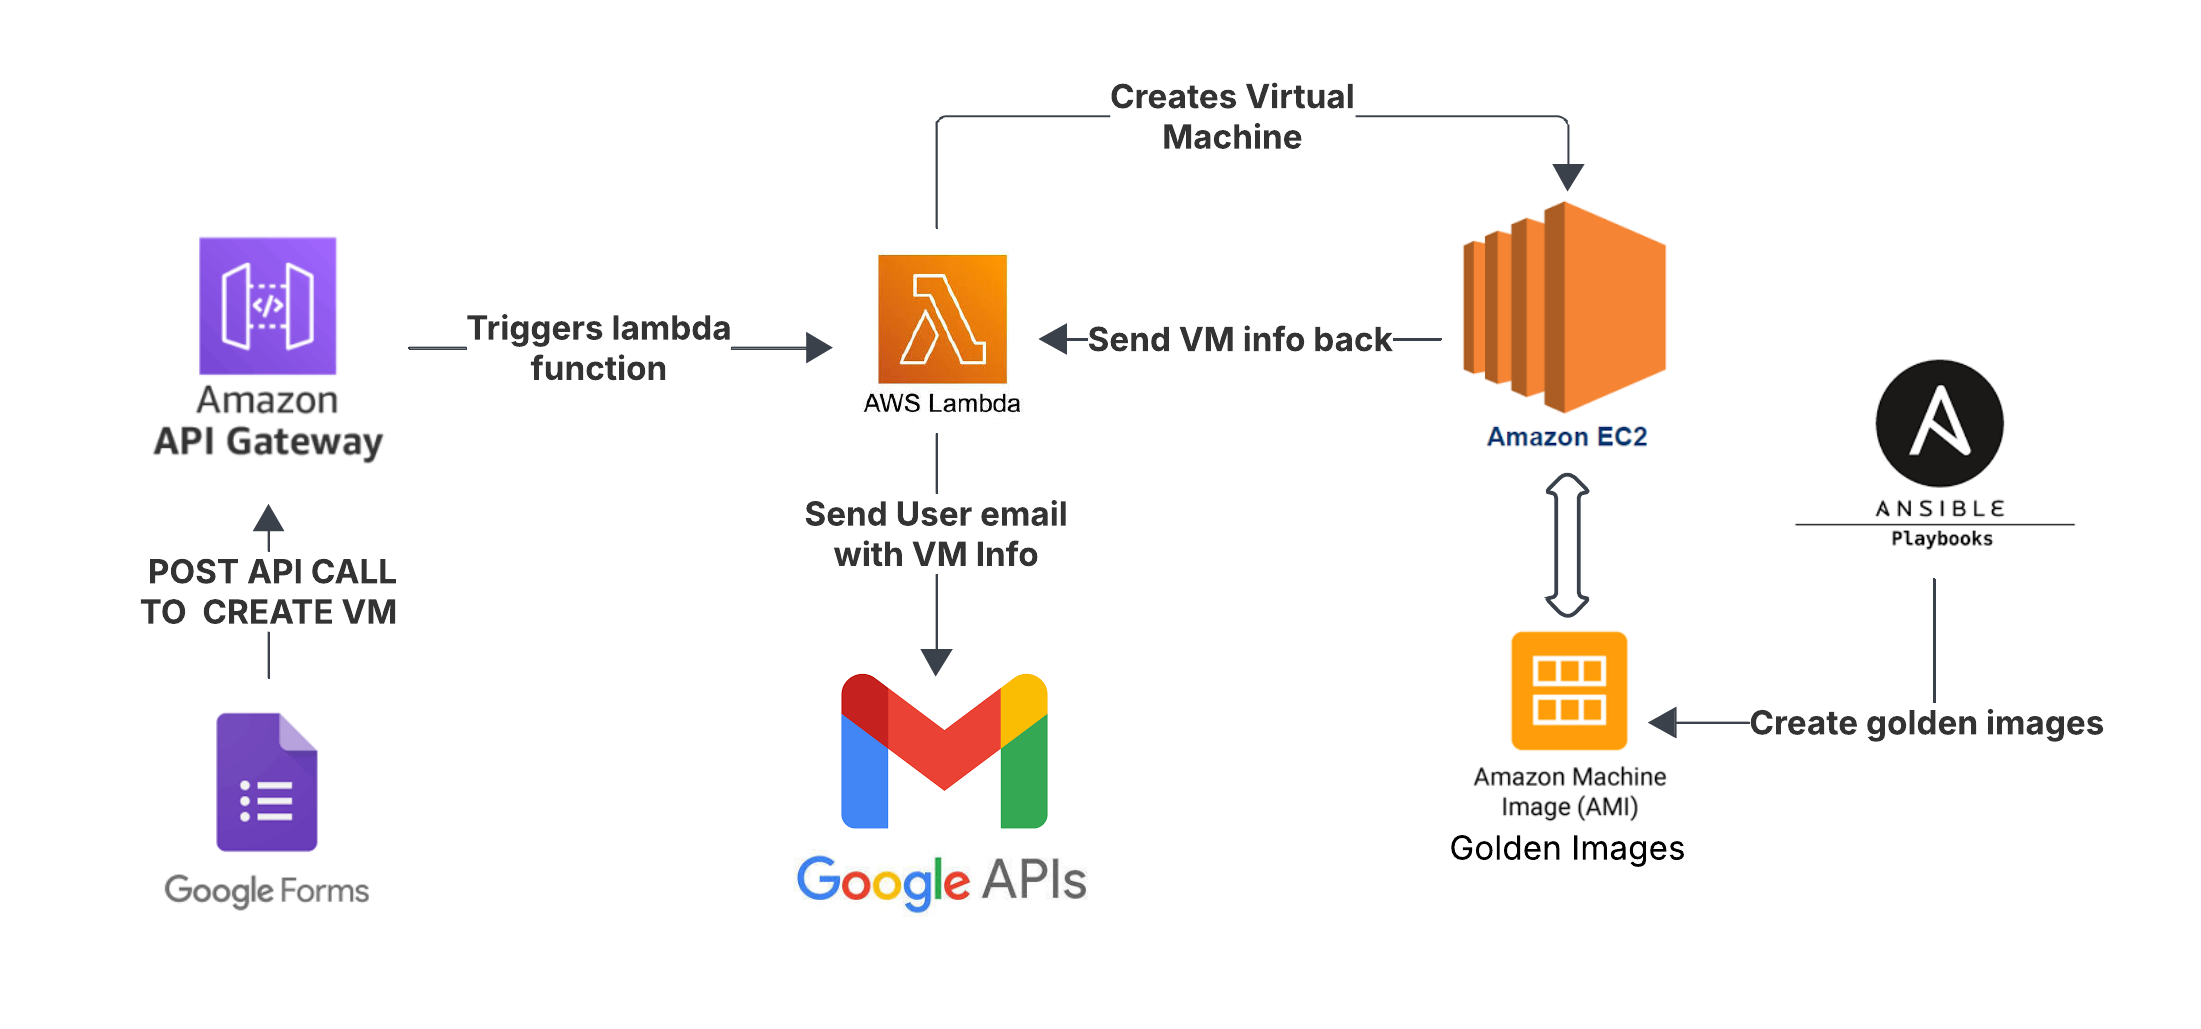 Creates Virtual
Machine
Amazon
API Gateway
Triggers lambda
function
AWS Lambda
Send VM info back
Amazon EC2
ANSIBLE
Playbooks
Send User email
with VM Info
POST API CALL
TO CREATE VM
Create golden images
Amazon Machine
Image (AMI)
Golden Images
Google Forms
Google APIs